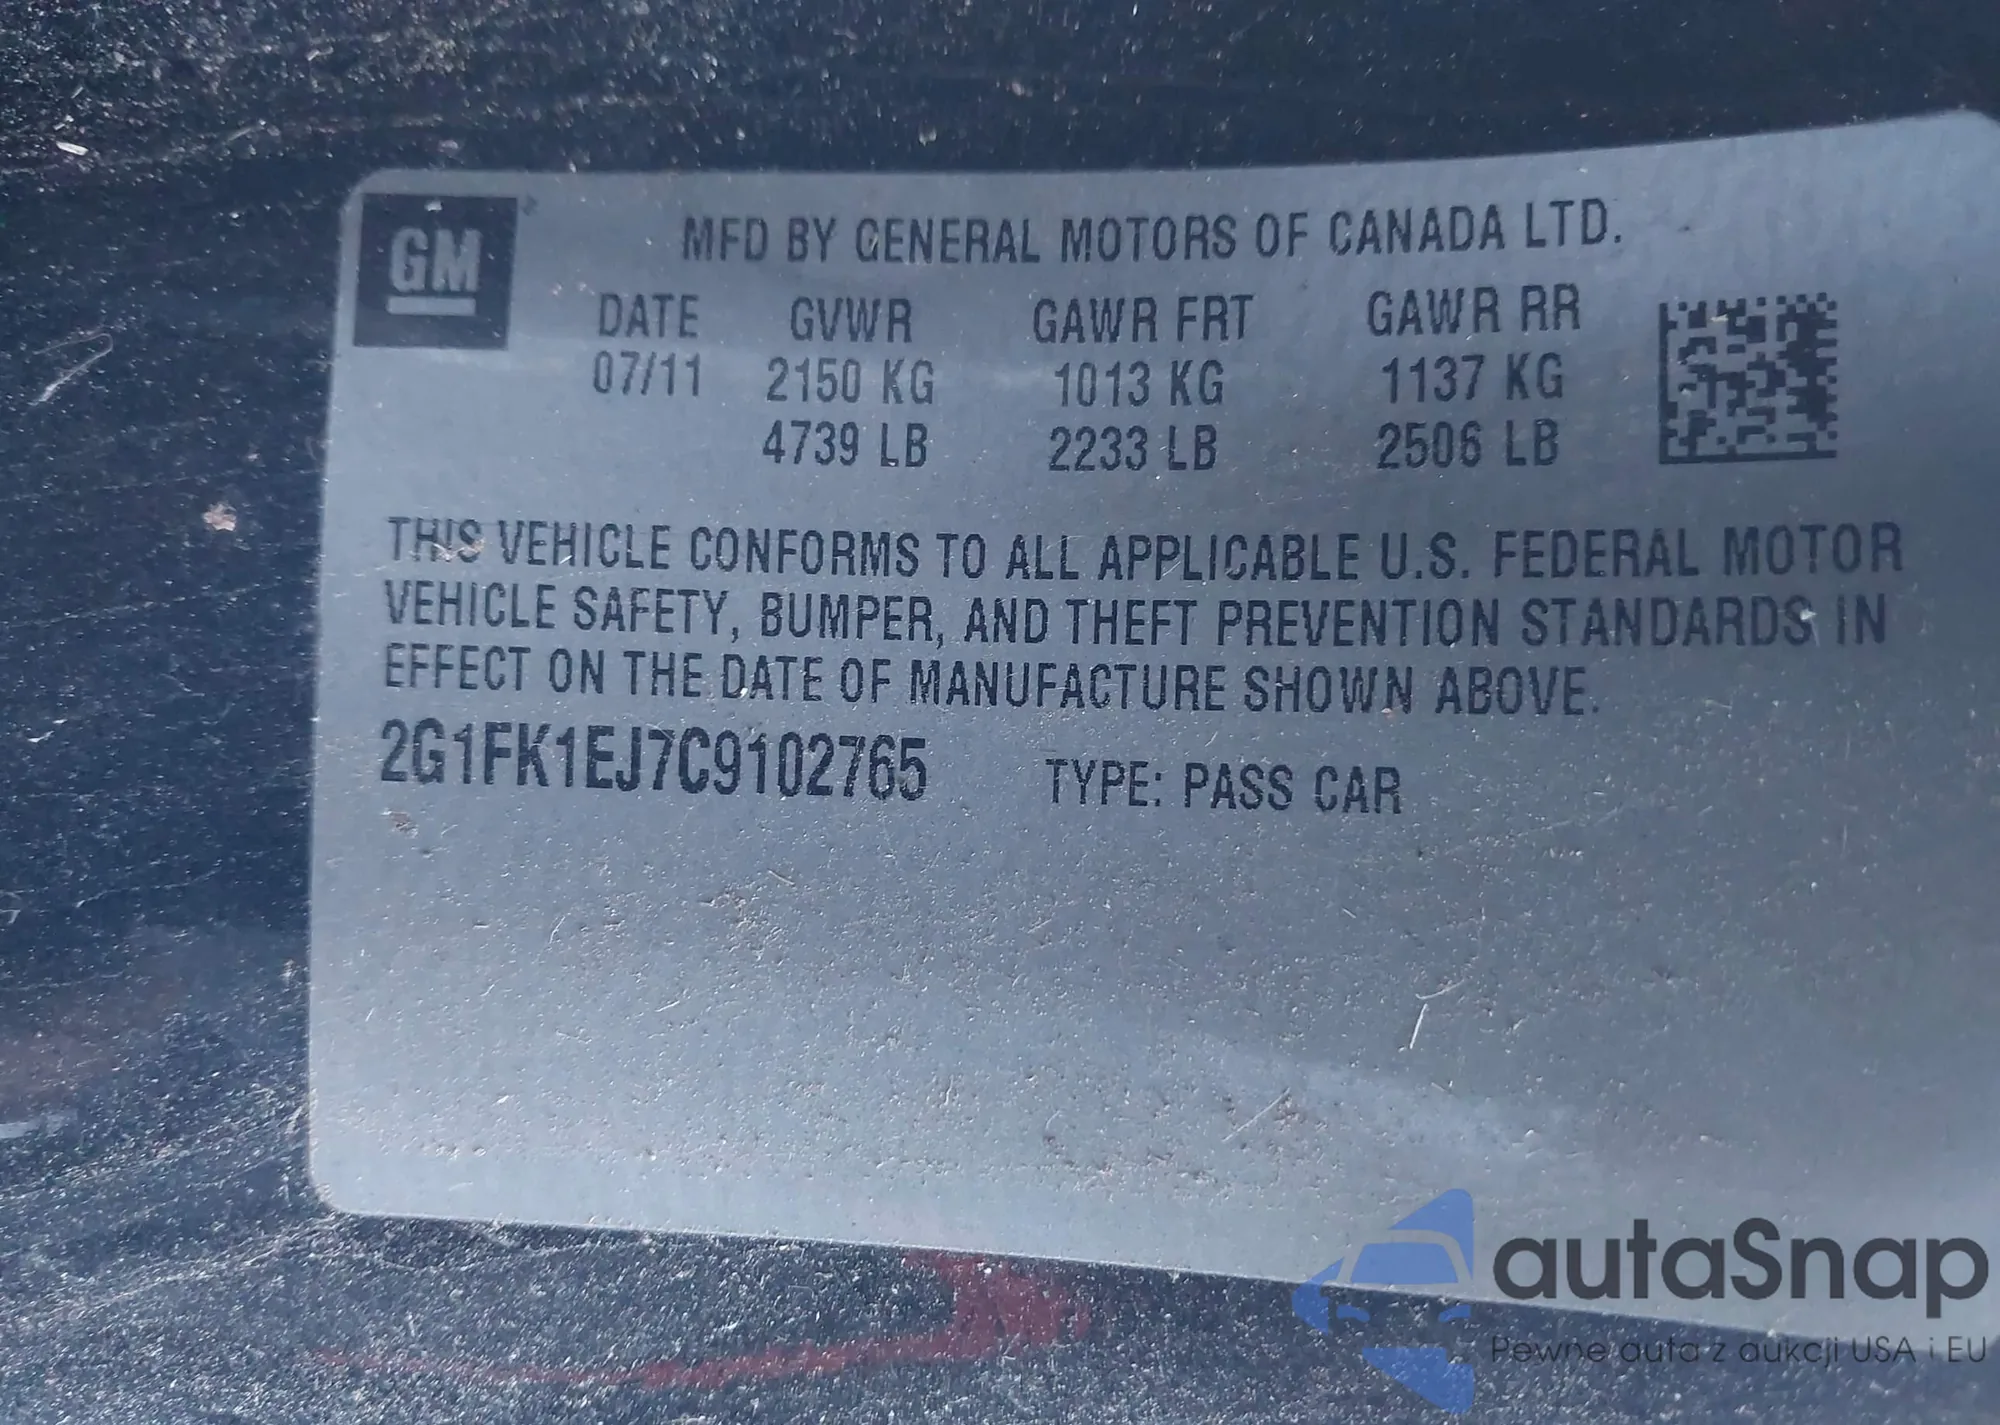 GM
MFD BY GENERAL MOTORS OF CANADA LTD.
DATE GVWR GAWR FRT GAWR RR
07/11 2150 KG 1013 KG 1137 KG
4739 LB 2233 LB 2506 LB
THIS VEHICLE CONFORMS TO ALL APPLICABLE U.S. FEDERAL MOTOR
VEHICLE SAFETY, BUMPER, AND THEFT PREVENTION STANDARDS IN
EFFECT ON THE DATE OF MANUFACTURE SHOWN ABOVE.
2G1FK1EJ7C9102765 TYPE: PASS CAR
autaSnap
Pewne auta z aukcji USA i EU